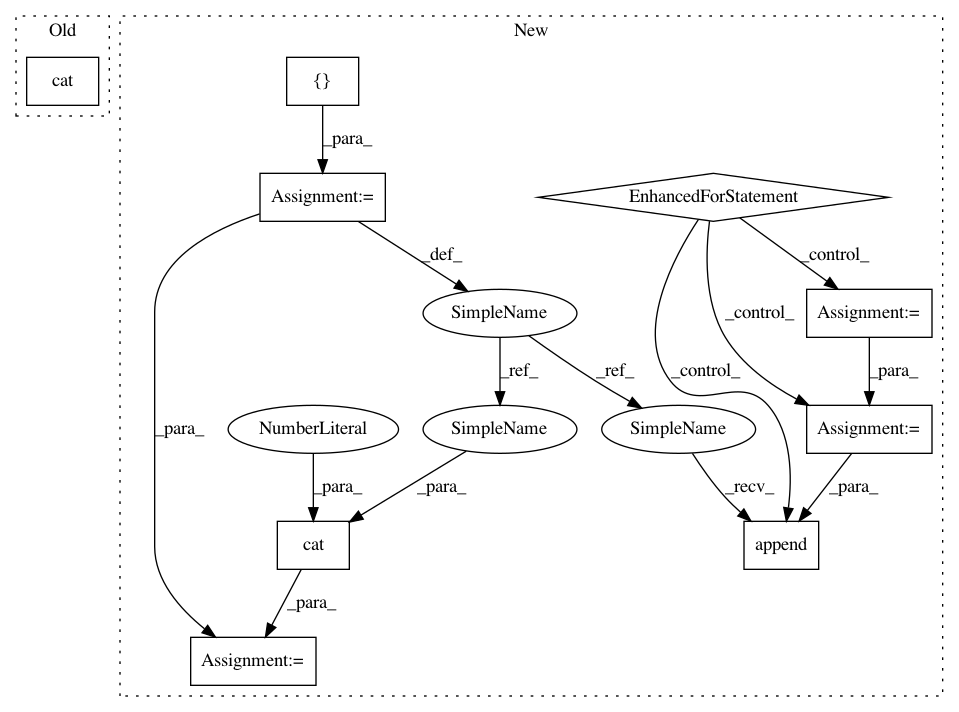 Old
New
cat
{}
_para_
Assignment:=
EnhancedForStatement
_def_
_control_
SimpleName
Assignment:=
_control_
_ref_
_ref_
_control_
_para_
_para_
NumberLiteral
SimpleName
SimpleName
Assignment:=
_para_
_para_
_recv_
_para_
cat
append
_para_
Assignment:=